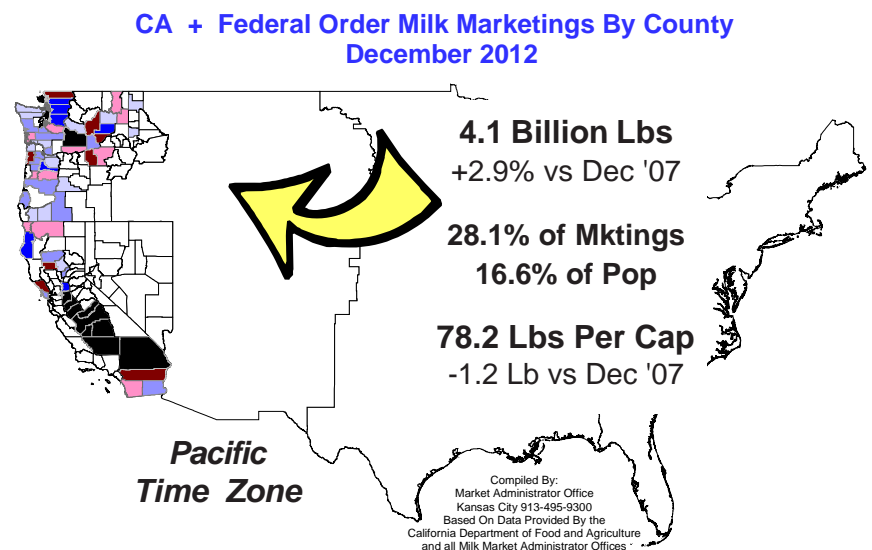 CA + Federal Order Milk Marketings By County
December 2012
4.1 Billion Lbs
+2.9% vs Dec '07
28.1% of Mktings
16.6% of Pop
78.2 Lbs Per Cap
-1.2 Lb vs Dec '07
Pacific
Time Zone
Compiled By:
Market Administrator Office
Kansas City 913-495-9300
Based On Data Provided By the
California Department of Food and Agriculture
and all Milk Market Administrator Offices